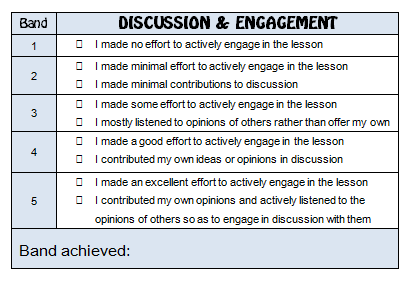 Band DISCUSSION & ENGAGEMENT
1 I made no effort to actively engage in the lesson
2 I made minimal effort to actively engage in the lesson
I made minimal contributions to discussion
3 I made some effort to actively engage in the lesson
I mostly listened to opinions of others rather than offer my own
4 I made a good effort to actively engage in the lesson
I contributed my own ideas or opinions in discussion
5 I made an excellent effort to actively engage in the lesson
I contributed my own opinions and actively listened to the
opinions of others so as to engage in discussion with them
Band achieved: